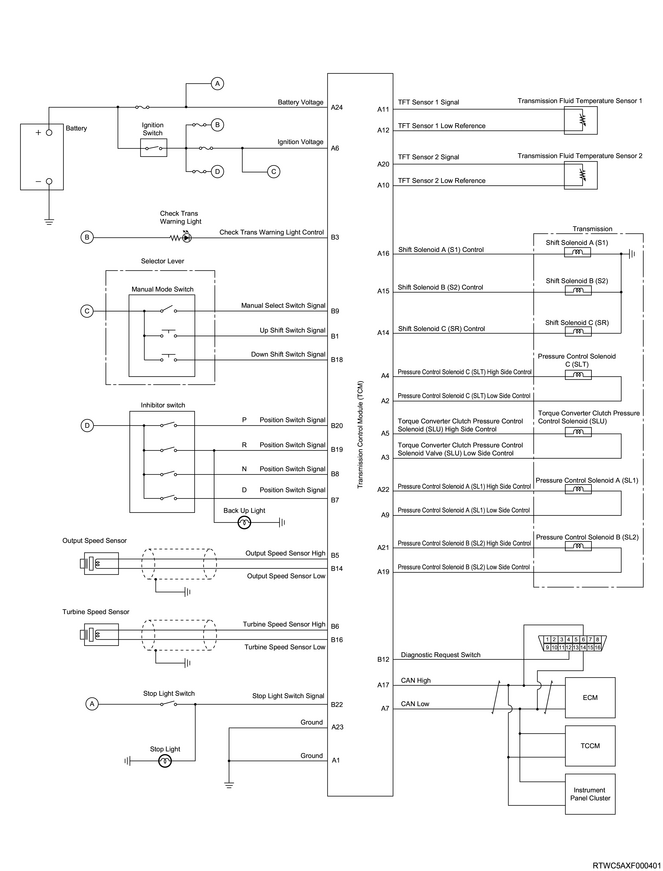 A
Battery Voltage
A24
Battery
+
−
Ignition
Switch
B
Ignition Voltage
A6
D
C
Check Trans
Warning Light
B
Check Trans Warning Light Control
B3
Selector Lever
Manual Mode Switch
C
Manual Select Switch Signal
B9
Up Shift Switch Signal
B1
Down Shift Switch Signal
B18
Inhibitor switch
D
P Position Switch Signal
B20
R Position Switch Signal
B19
N Position Switch Signal
B8
D Position Switch Signal
B7
Back Up Light
Output Speed Sensor
Output Speed Sensor High
B5
B14
Output Speed Sensor Low
Turbine Speed Sensor
Turbine Speed Sensor High
B6
B16
Turbine Speed Sensor Low
A
Stop Light Switch
Stop Light Switch Signal
B22
Ground
A23
Stop Light
Ground
A1
Transmission Control Module (TCM)
A11
TFT Sensor 1 Signal
Transmission Fluid Temperature Sensor 1
A12
TFT Sensor 1 Low Reference
A20
TFT Sensor 2 Signal
Transmission Fluid Temperature Sensor 2
A10
TFT Sensor 2 Low Reference
Transmission
A16
Shift Solenoid A (S1) Control
Shift Solenoid A (S1)
A15
Shift Solenoid B (S2) Control
Shift Solenoid B (S2)
A14
Shift Solenoid C (SR) Control
Shift Solenoid C (SR)
A4
Pressure Control Solenoid C (SLT) High Side Control
Pressure Control Solenoid
C (SLT)
A2
Pressure Control Solenoid C (SLT) Low Side Control
A5
Torque Converter Clutch Pressure Control
Solenoid (SLU) High Side Control
Torque Converter Clutch Pressure
Control Solenoid (SLU)
A3
Torque Converter Clutch Pressure Control
Solenoid Valve (SLU) Low Side Control
A22
Pressure Control Solenoid A (SL1) High Side Control
Pressure Control Solenoid A (SL1)
A9
Pressure Control Solenoid A (SL1) Low Side Control
A21
Pressure Control Solenoid B (SL2) High Side Control
Pressure Control Solenoid B (SL2)
A19
Pressure Control Solenoid B (SL2) Low Side Control
1 2 3 4 5 6 7 8
9 10 11 12 13 14 15 16
B12
Diagnostic Request Switch
A17
CAN High
A7
CAN Low
ECM
TCCM
Instrument
Panel Cluster
RTWC5AXF000401